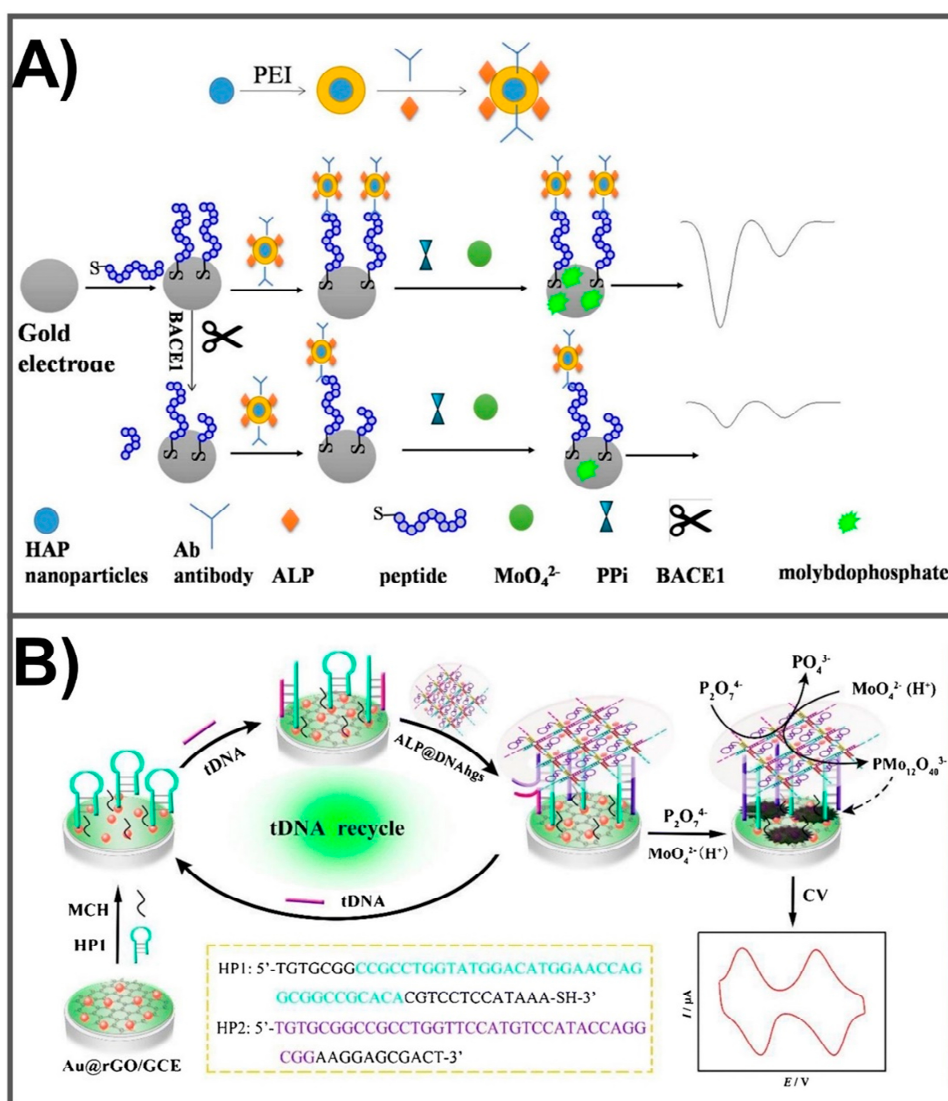 A)
PEI
S
S
S
S
S
S
S
Gold
electroge
BACE1
S
S
S
S
S
S
S
HAP
nanoparticles
Ab
antibody
ALP
peptide
MoO₄²⁻
PPi
BACE1
molybdophosphate
B)
tDNA
ALP@DNAhgs
P₂O₇⁴⁻
PO₄³⁻
MoO₄²⁻ (H⁺)
PMo₁₂O₄₀³⁻
tDNA recycle
P₂O₇⁴⁻
MoO₄²⁻(H⁺)
tDNA
MCH
HP1
CV
HP1: 5'-TGTGCGGCCGCCTGGTATGGACATGGAACCAG
GCGGCCGCACACGTCCTCCATAAA-SH-3'
HP2: 5'-TGTGCGGCCGCCTGGTTCCATGTCCATACCAGG
CGGAAGGAGCGACT-3'
Au@rGO/GCE
I / µA
E / V